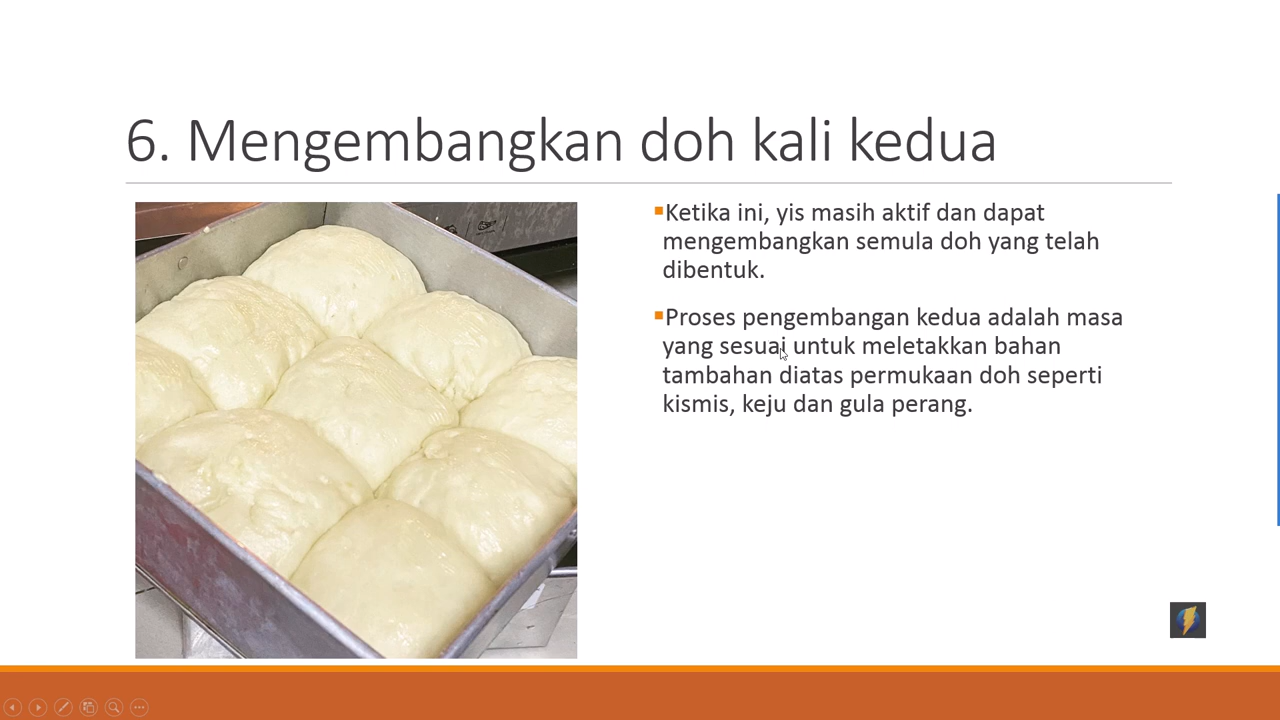 6. Mengembangkan doh kali kedua
Ketika ini, yis masih aktif dan dapat
mengembangkan semula doh yang telah
dibentuk.
Proses pengembangan kedua adalah masa
yang sesuai untuk meletakkan bahan
tambahan diatas permukaan doh seperti
kismis, keju dan gula perang.